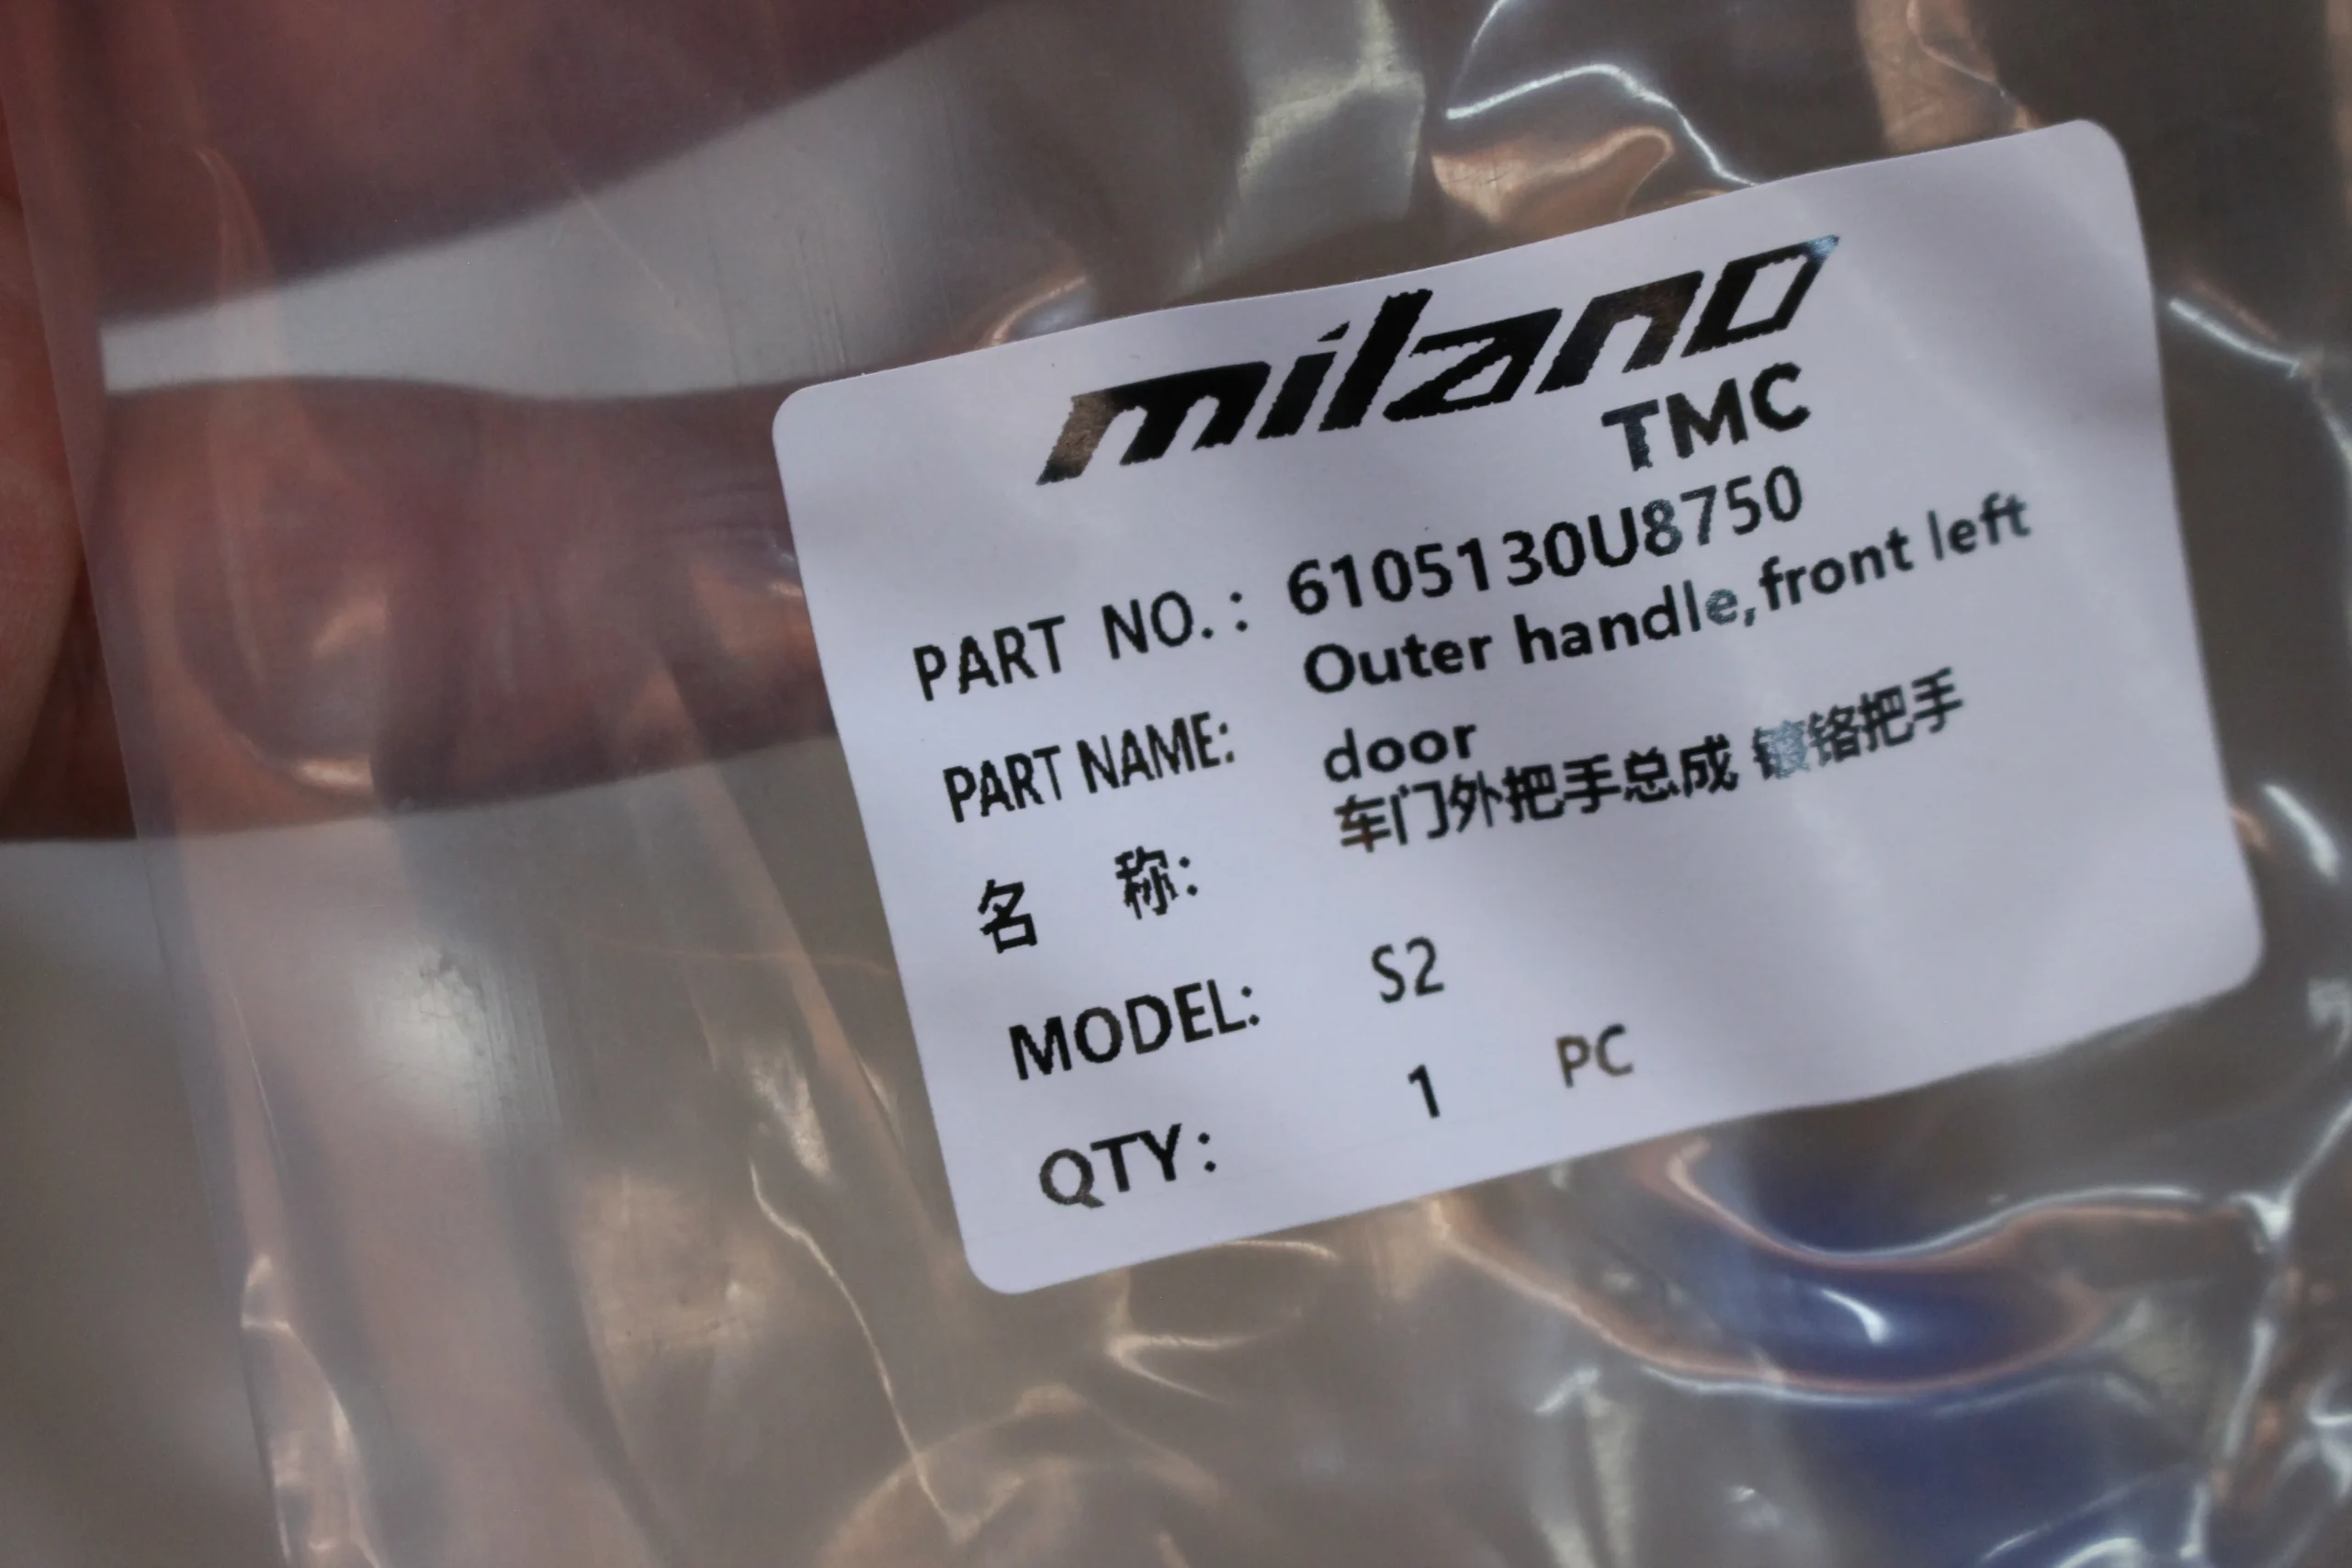 milano
TMC
PART NO.: 6105130U8750
PART NAME: Outer handle,front left
door
名 称: 车门外把手总成 镀铬把手
MODEL: S2
QTY: 1 PC